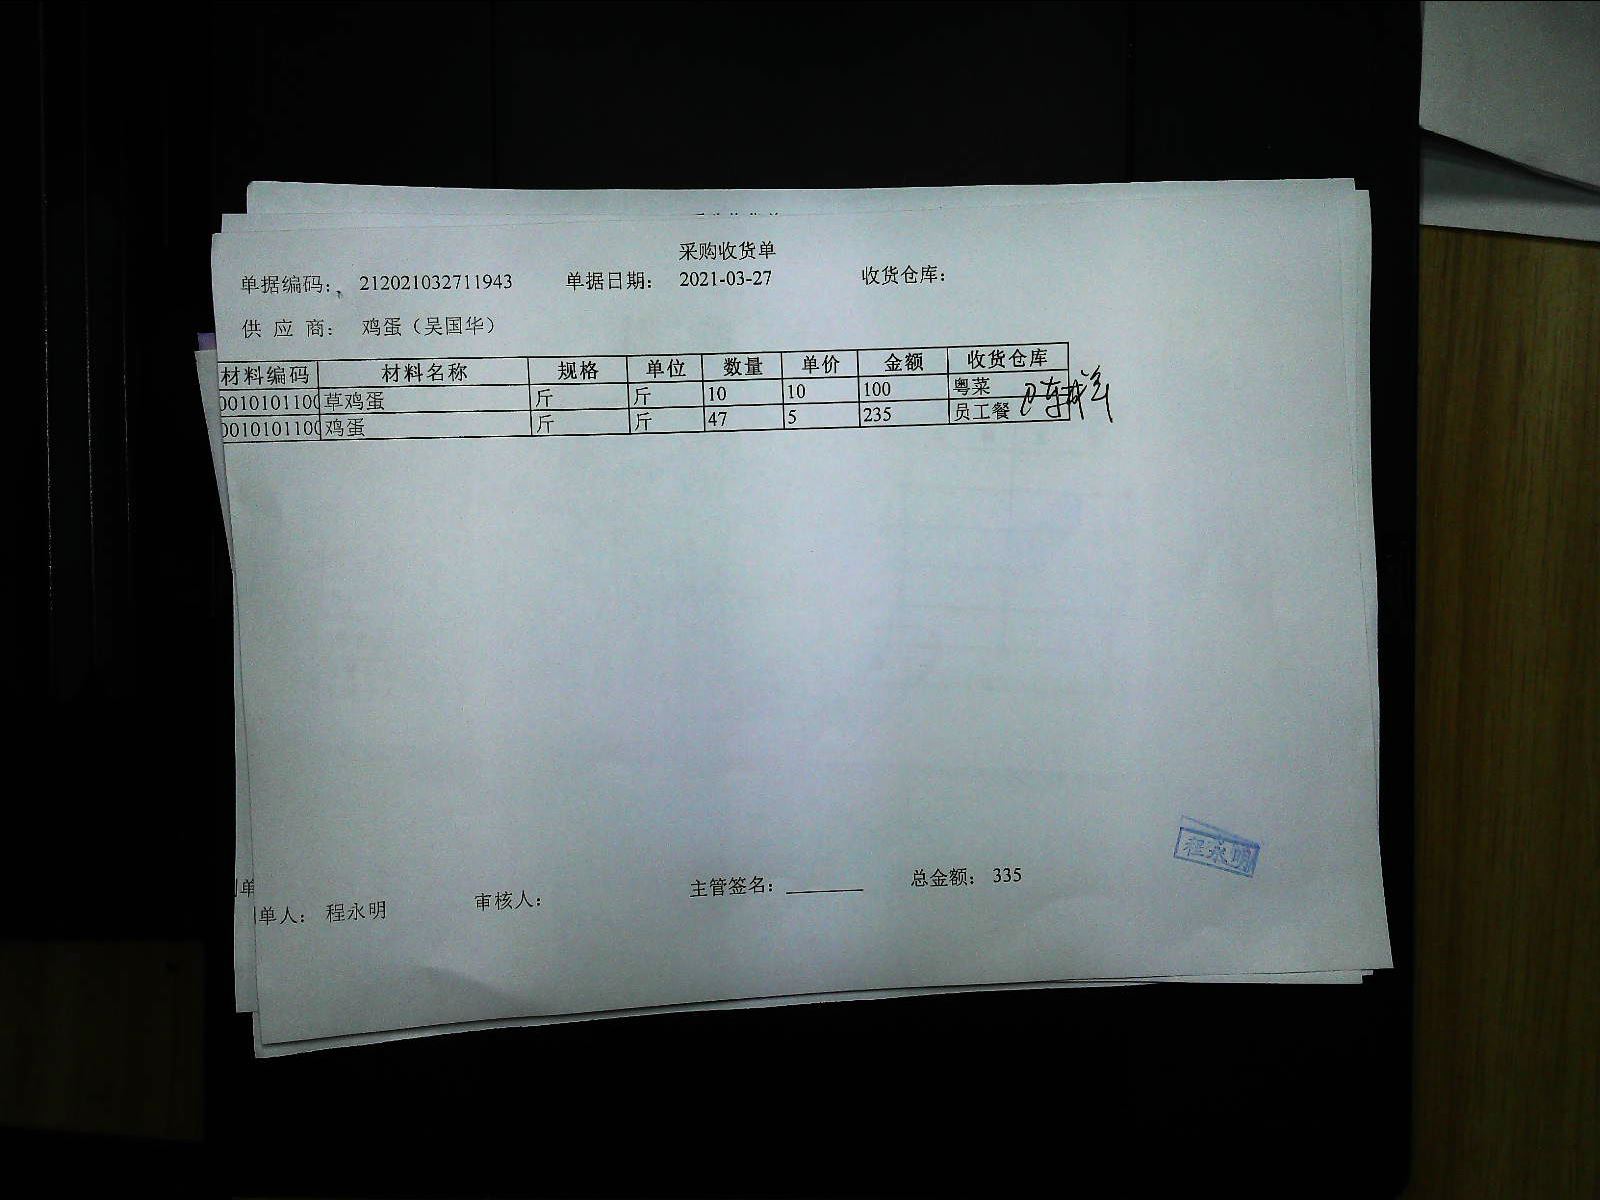 采购收货单
单据编码: 212021032711943 单据日期: 2021-03-27 收货仓库:
供 应 商: 鸡蛋（吴国华）
材料编码 材料名称 规格 单位 数量 单价 金额 收货仓库
0010101100 草鸡蛋 斤 斤 10 10 100 粤菜
0010101100 鸡蛋 斤 斤 47 5 235 员工餐
程永明
单
单人: 程永明 审核人: 主管签名: 总金额: 335